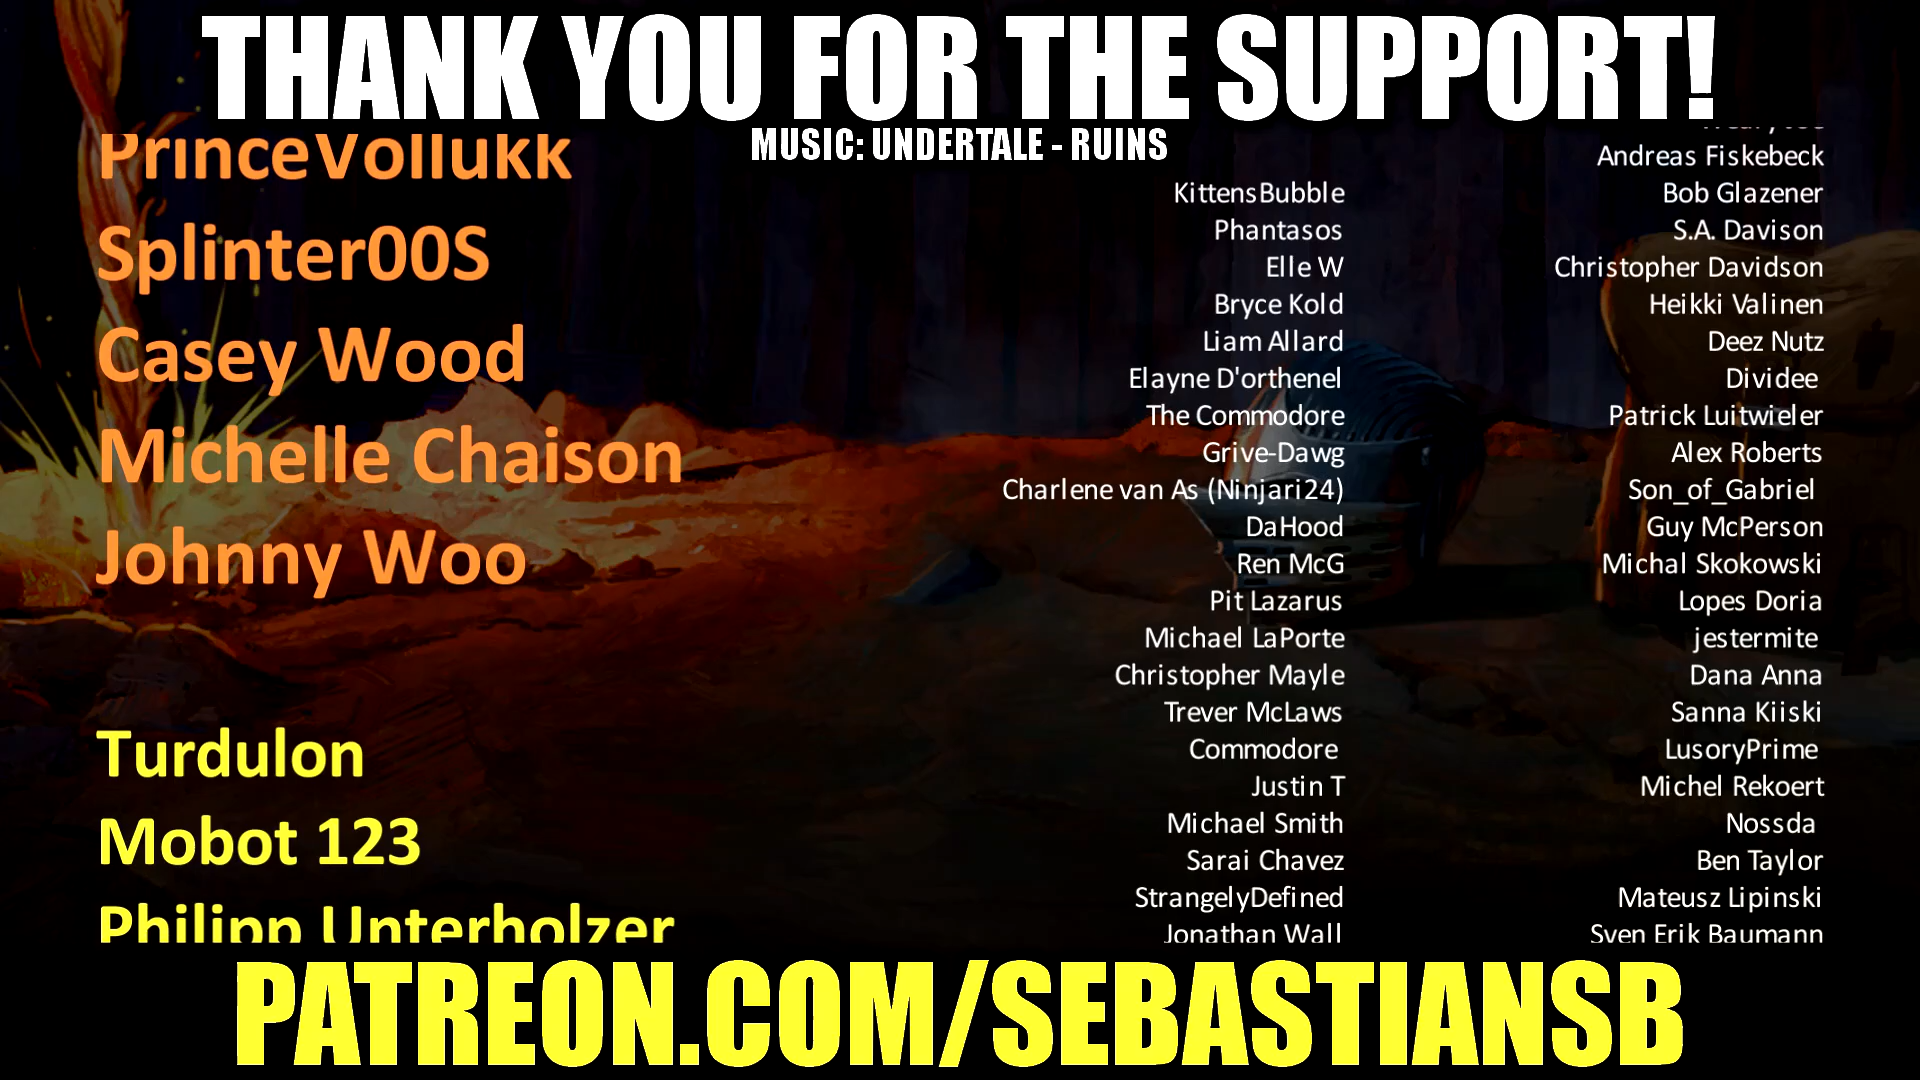 THANK YOU FOR THE SUPPORT!
MUSIC: UNDERTALE - RUINS
PrinceVollukk
Splinter00S
Casey Wood
Michelle Chaison
Johnny Woo
Turdulon
Mobot 123
Philipp Unterholzer
KittensBubble
Phantasos
Elle W
Bryce Kold
Liam Allard
Elayne D'orthenel
The Commodore
Grive-Dawg
Charlene van As (Ninjari24)
DaHood
Ren McG
Pit Lazarus
Michael LaPorte
Christopher Mayle
Trever McLaws
Commodore
Justin T
Michael Smith
Sarai Chavez
StrangelyDefined
Jonathan Wall
Andreas Fiskebeck
Bob Glazener
S.A. Davison
Christopher Davidson
Heikki Valinen
Deez Nutz
Dividee
Patrick Luitwieler
Alex Roberts
Son_of_Gabriel
Guy McPerson
Michal Skokowski
Lopes Doria
jestermite
Dana Anna
Sanna Kiiski
LusoryPrime
Michel Rekoert
Nossda
Ben Taylor
Mateusz Lipinski
Sven Erik Baumann
PATREON.COM/SEBASTIANSB